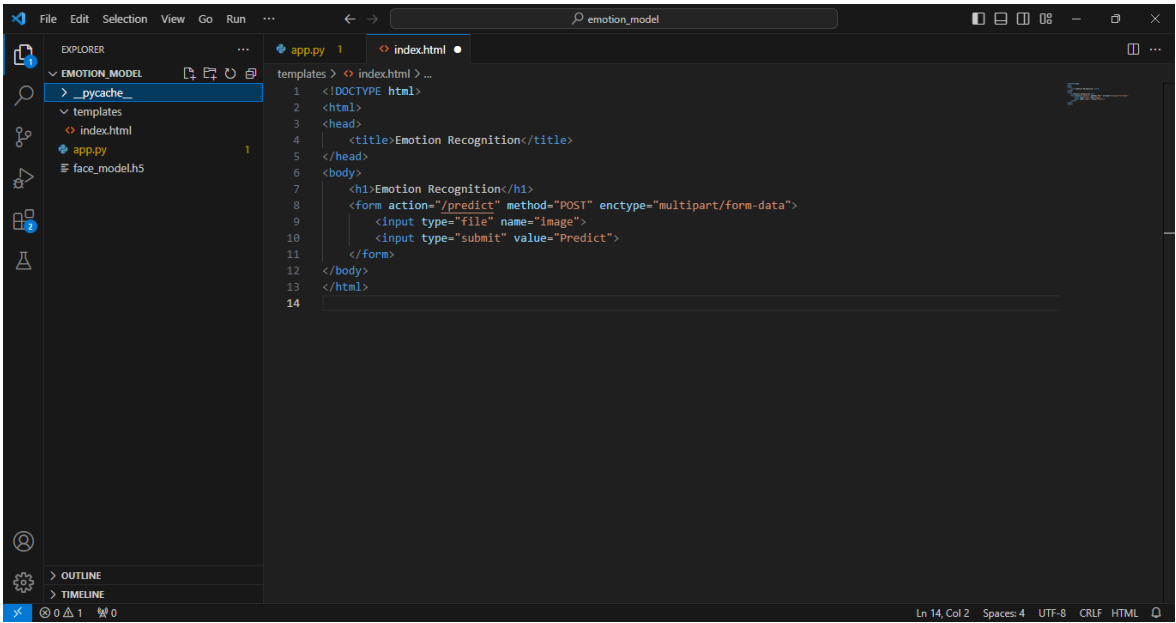 File Edit Selection View Go Run ...
emotion_model
EXPLORER ...
app.py 1
index.html
EMOTION_MODEL
templates > index.html > ...
__pycache__
templates
index.html
app.py 1
face_model.h5
1 <!DOCTYPE html>
2 <html>
3 <head>
4 <title>Emotion Recognition</title>
5 </head>
6 <body>
7 <h1>Emotion Recognition</h1>
8 <form action="/predict" method="POST" enctype="multipart/form-data">
9 <input type="file" name="image">
10 <input type="submit" value="Predict">
11 </form>
12 </body>
13 </html>
14
1
2
OUTLINE
TIMELINE
0 1 0
Ln 14, Col 2 Spaces: 4 UTF-8 CRLF HTML